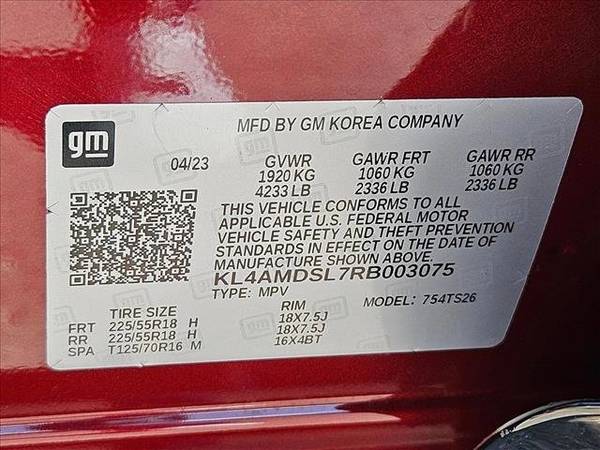 gm
MFD BY GM KOREA COMPANY
04/23 GVWR GAWR FRT GAWR RR
1920 KG 1060 KG 1060 KG
4233 LB 2336 LB 2336 LB
THIS VEHICLE CONFORMS TO ALL
APPLICABLE U.S. FEDERAL MOTOR
VEHICLE SAFETY AND THEFT PREVENTION
STANDARDS IN EFFECT ON THE DATE OF
MANUFACTURE SHOWN ABOVE.
KL4AMDSL7RB003075
TYPE: MPV MODEL: 754TS26
TIRE SIZE RIM
FRT 225/55R18 H 18X7.5J
RR 225/55R18 H 18X7.5J
SPA T125/70R16 M 16X4BT